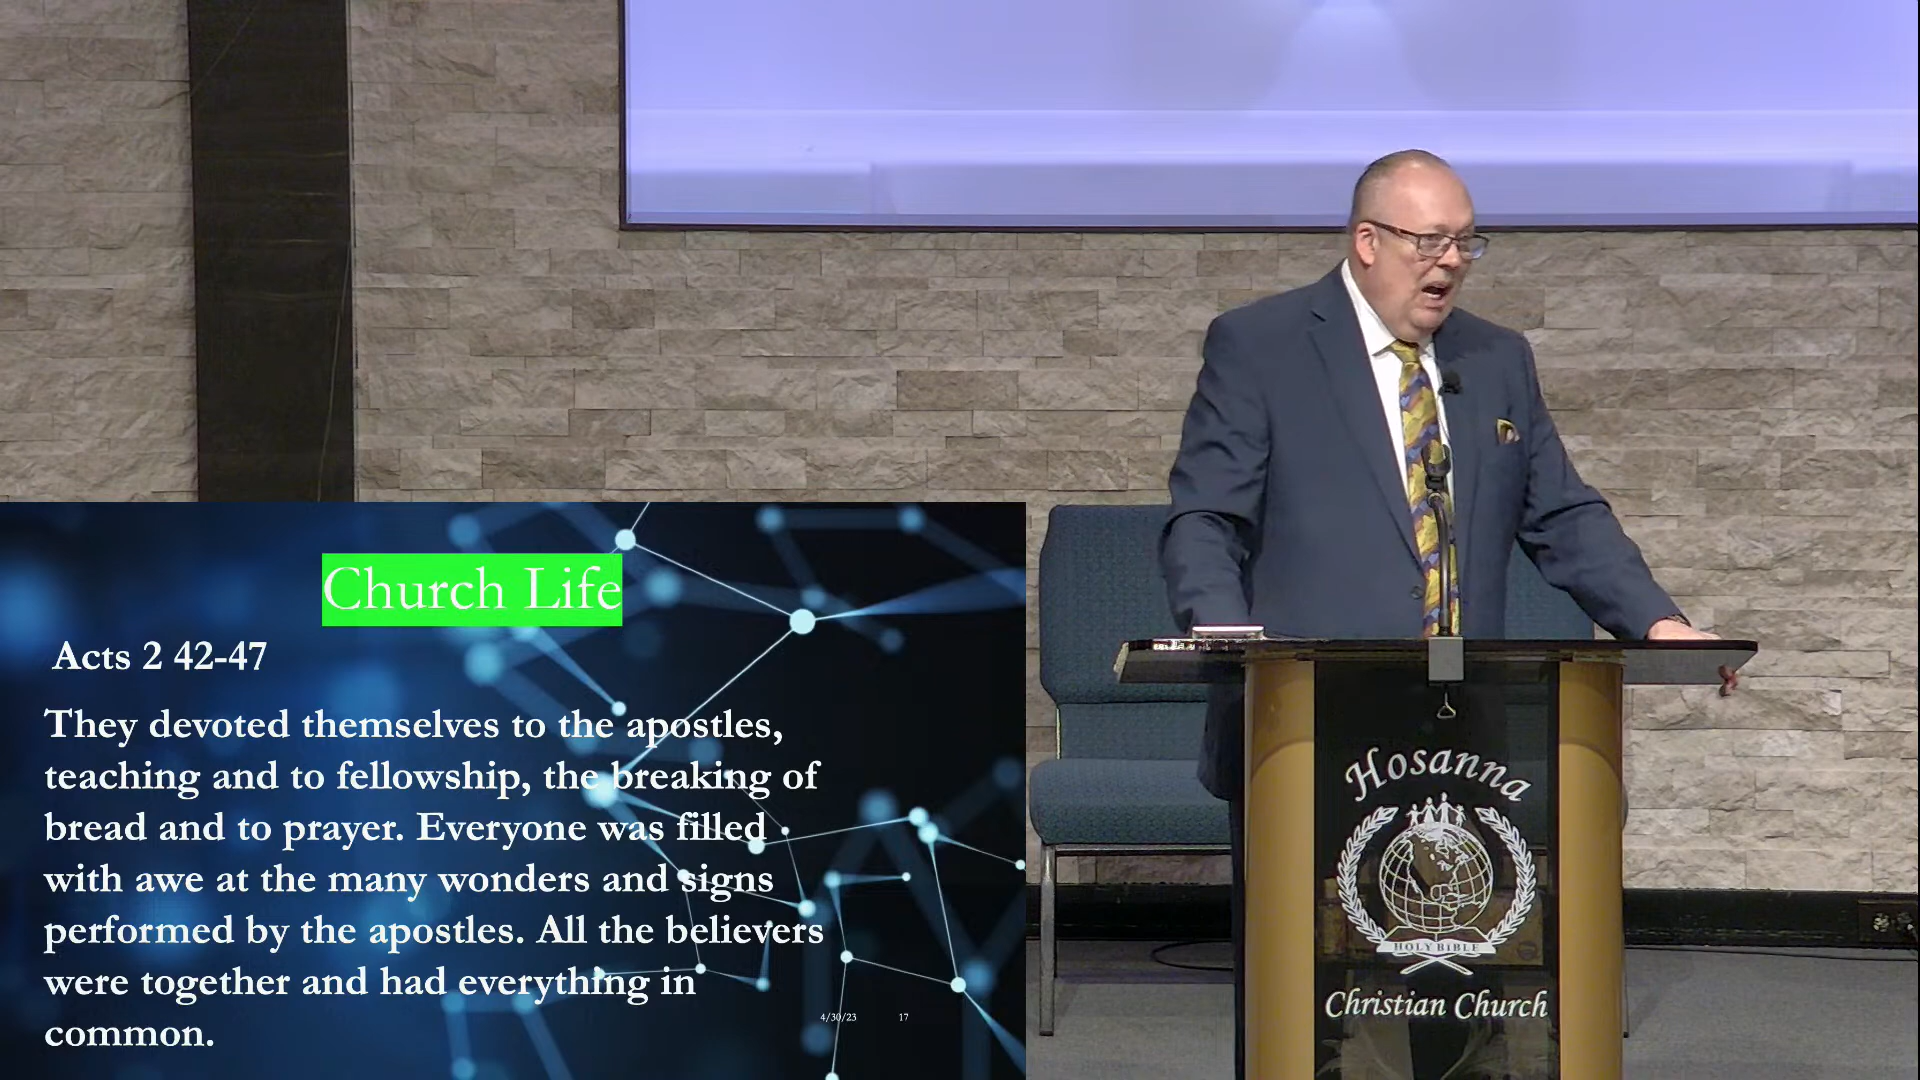 Church Life
Acts 2 42-47
They devoted themselves to the apostles,
teaching and to fellowship, the breaking of
bread and to prayer. Everyone was filled
with awe at the many wonders and signs
performed by the apostles. All the believers
were together and had everything in
common.
4/30/23 17
Hosanna
HOLY BIBLE
Christian Church